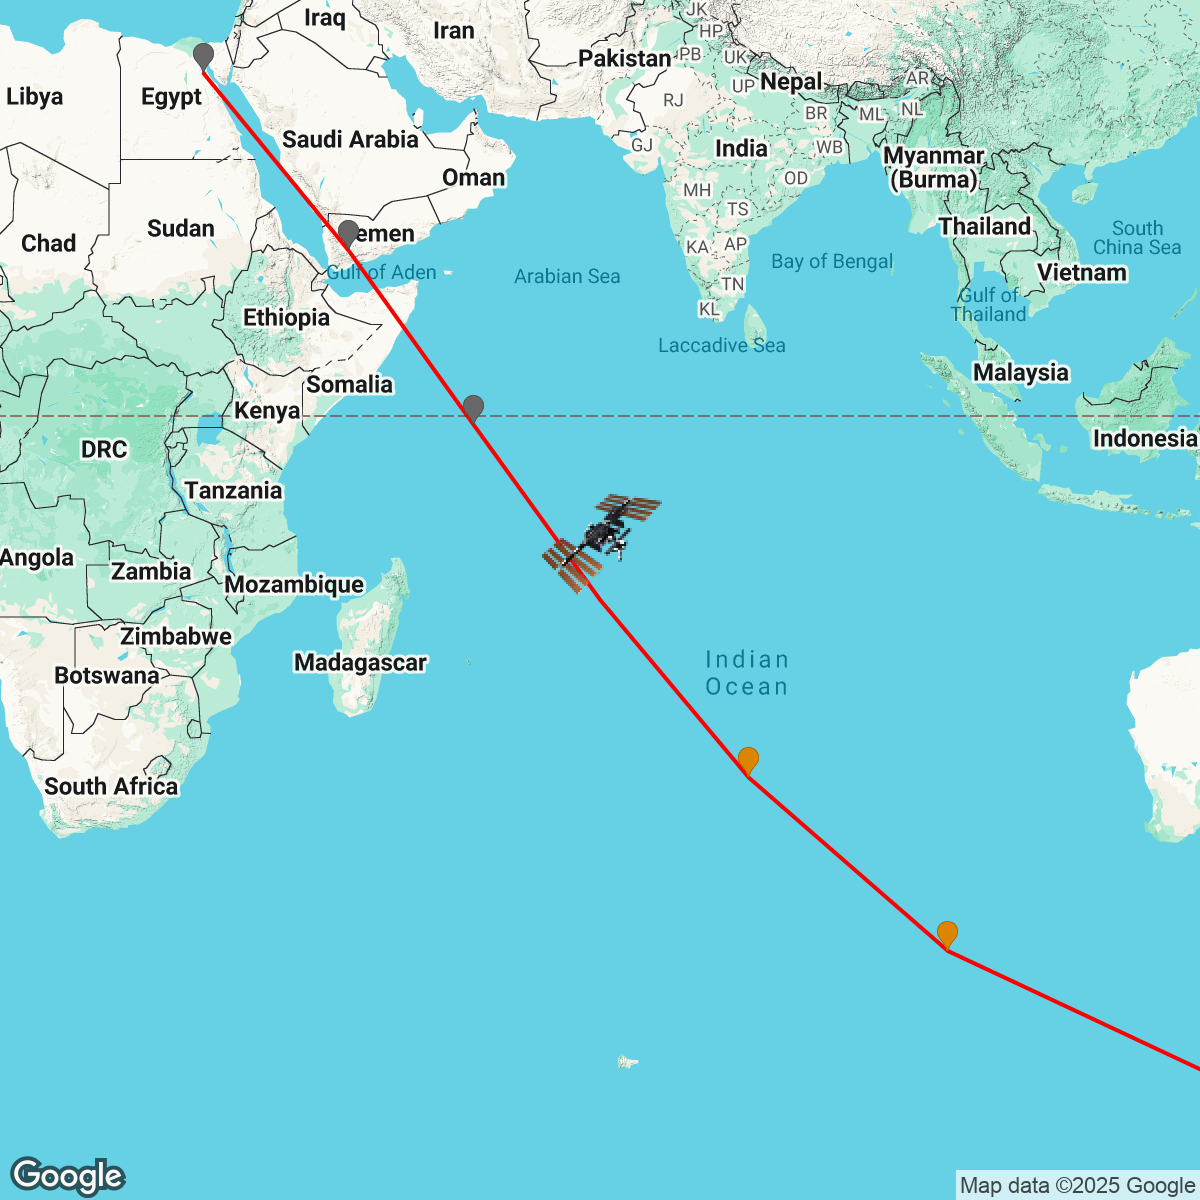 Iraq
JK
HP
Iran
Pakistan
PB
UK
Nepal
AR
Libya
Egypt
RJ
UP
BR
ML
NL
Saudi Arabia
GJ
India
WB
Myanmar
(Burma)
Oman
MH
OD
TS
Chad
Sudan
emen
KA
AP
Thailand
South
China Sea
Gulf of Aden
Arabian Sea
Bay of Bengal
Vietnam
TN
Gulf of
Thailand
KL
Ethiopia
Laccadive Sea
Somalia
Malaysia
Kenya
DRC
Indonesia
Tanzania
Angola
Zambia
Mozambique
Zimbabwe
Madagascar
Botswana
Indian
Ocean
South Africa
Google
Map data ©2025 Google